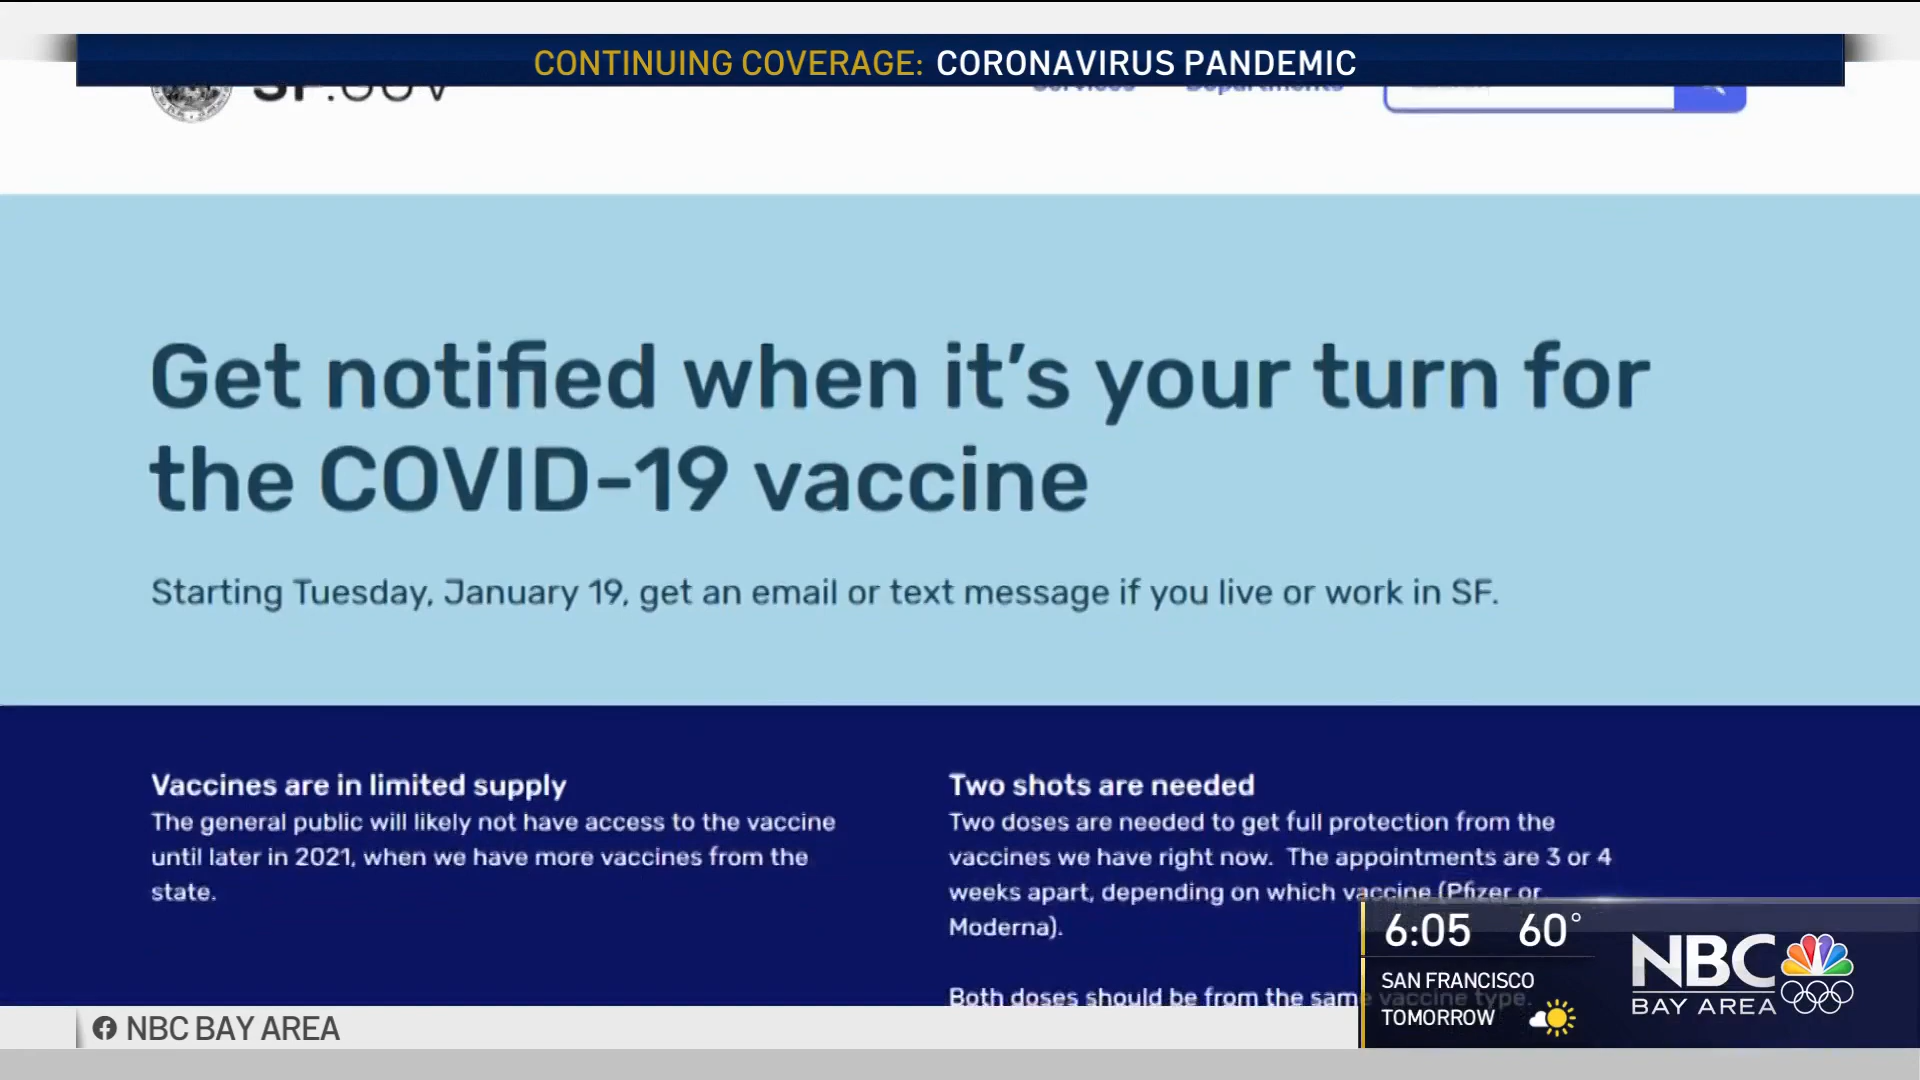 CONTINUING COVERAGE: CORONAVIRUS PANDEMIC
SF.GOV
Services Departments
Get notified when it's your turn for
the COVID-19 vaccine
Starting Tuesday, January 19, get an email or text message if you live or work in SF.
Vaccines are in limited supply
The general public will likely not have access to the vaccine
until later in 2021, when we have more vaccines from the
state.
Two shots are needed
Two doses are needed to get full protection from the
vaccines we have right now. The appointments are 3 or 4
weeks apart, depending on which vaccine (Pfizer or
Moderna).
Both doses should be from the same vaccine type.
6:05 60°
SAN FRANCISCO
TOMORROW
NBC
BAY AREA
NBC BAY AREA